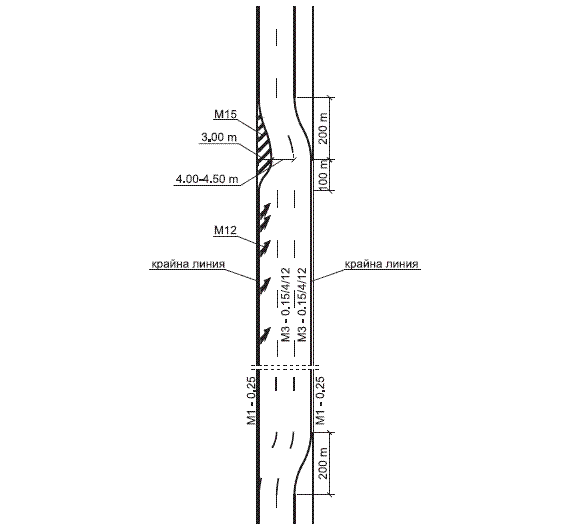 M15
3.00 m
4.00-4.50 m
200 m
100 m
M12
крайна линия
крайна линия
M3 - 0.15/4/12
M3 - 0.15/4/12
M1 - 0.25
M1 - 0.25
200 m